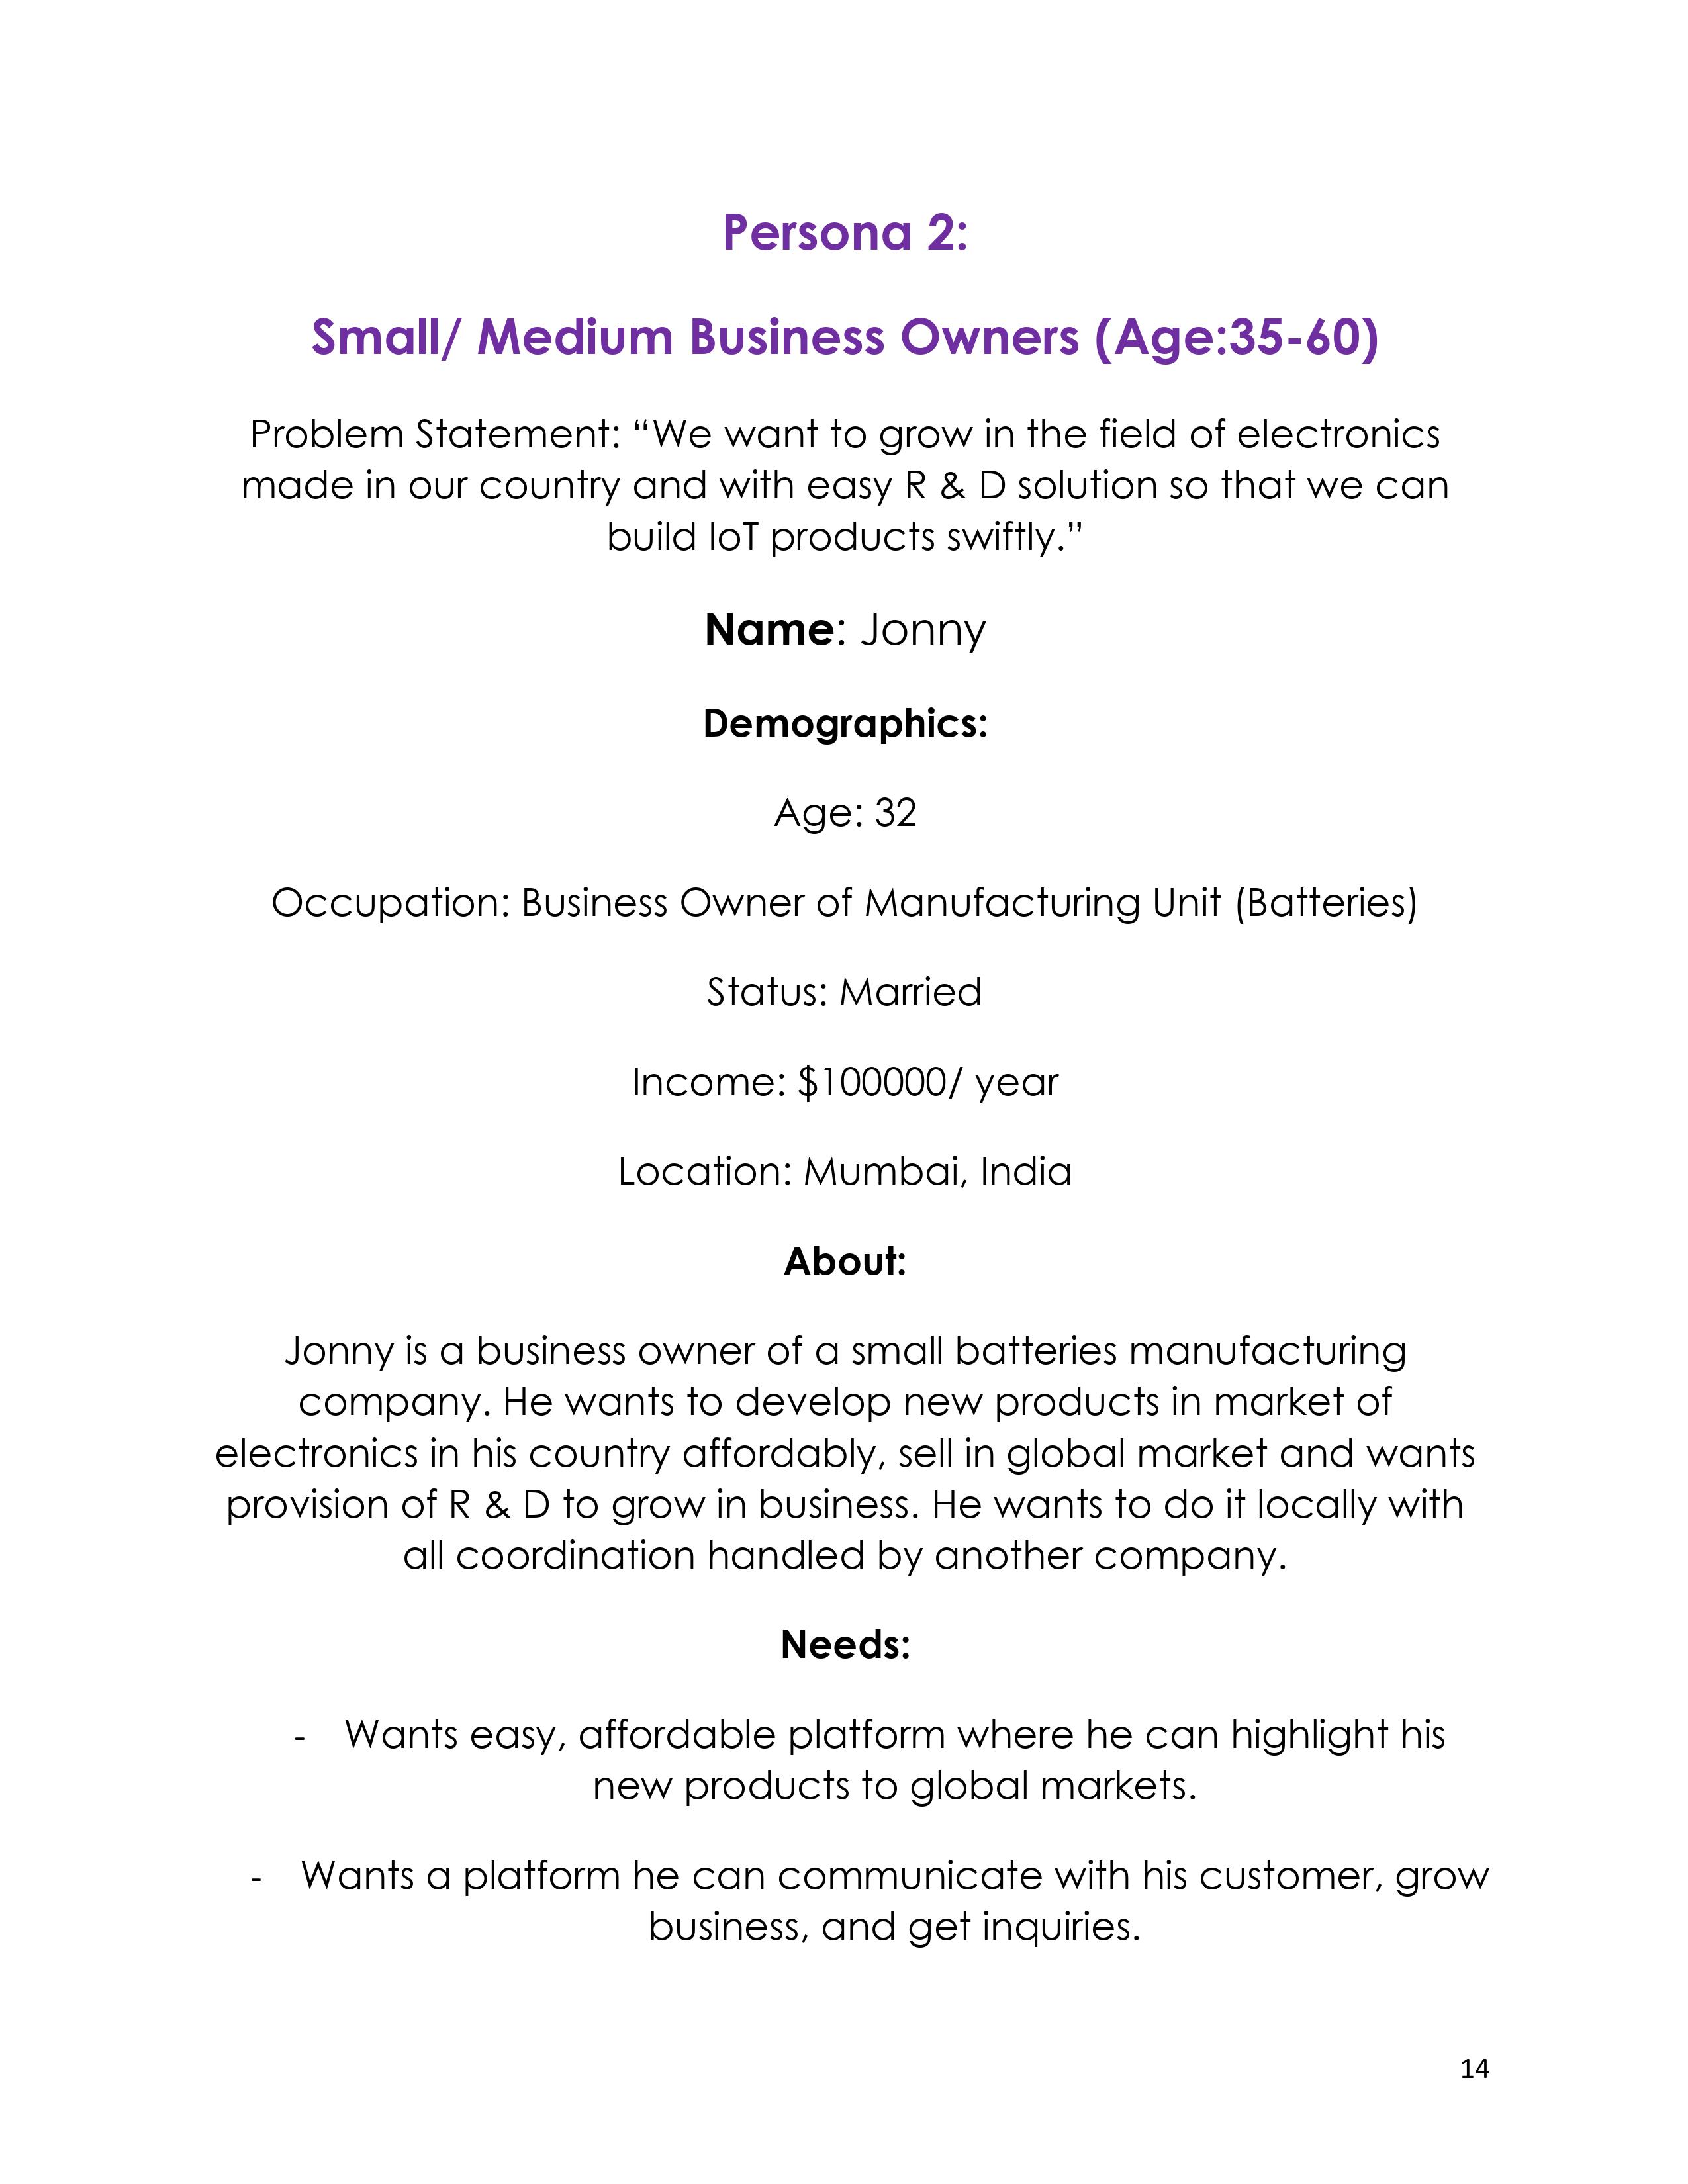 Persona 2:
Small/ Medium Business Owners (Age:35-60)
Problem Statement: “We want to grow in the field of electronics
made in our country and with easy R & D solution so that we can
build IoT products swiftly.”
Name: Jonny
Demographics:
Age: 32
Occupation: Business Owner of Manufacturing Unit (Batteries)
Status: Married
Income: $100000/ year
Location: Mumbai, India
About:
Jonny is a business owner of a small batteries manufacturing
company. He wants to develop new products in market of
electronics in his country affordably, sell in global market and wants
provision of R & D to grow in business. He wants to do it locally with
all coordination handled by another company.
Needs:
- Wants easy, affordable platform where he can highlight his
new products to global markets.
- Wants a platform he can communicate with his customer, grow
business, and get inquiries.
14